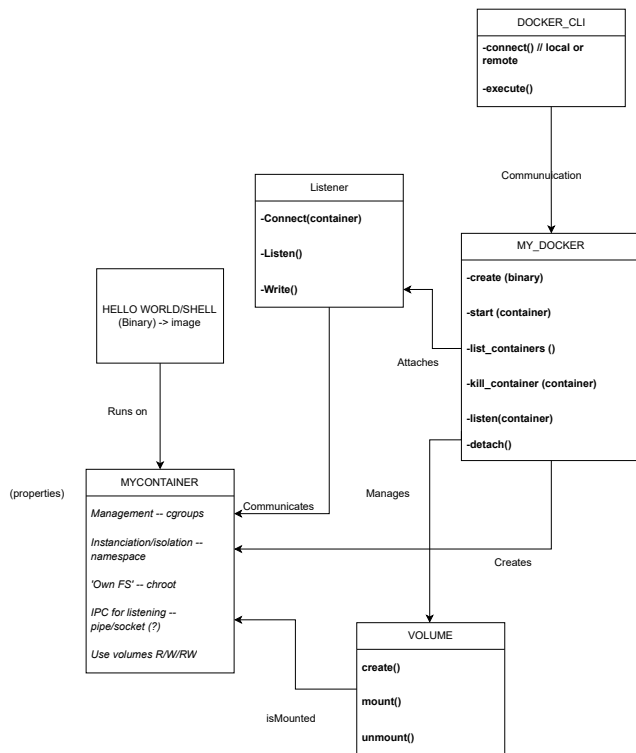 DOCKER_CLI
-connect() // local or
remote
-execute()
Communuication
Listener
-Connect(container)
-Listen()
-Write()
MY_DOCKER
-create (binary)
-start (container)
-list_containers ()
-kill_container (container)
-listen(container)
-detach()
HELLO WORLD/SHELL
(Binary) -> image
Attaches
Runs on
(properties)
MYCONTAINER
Management -- cgroups
Instanciation/isolation --
namespace
'Own FS' -- chroot
IPC for listening --
pipe/socket (?)
Use volumes R/W/RW
Communicates
Manages
Creates
VOLUME
create()
mount()
unmount()
isMounted